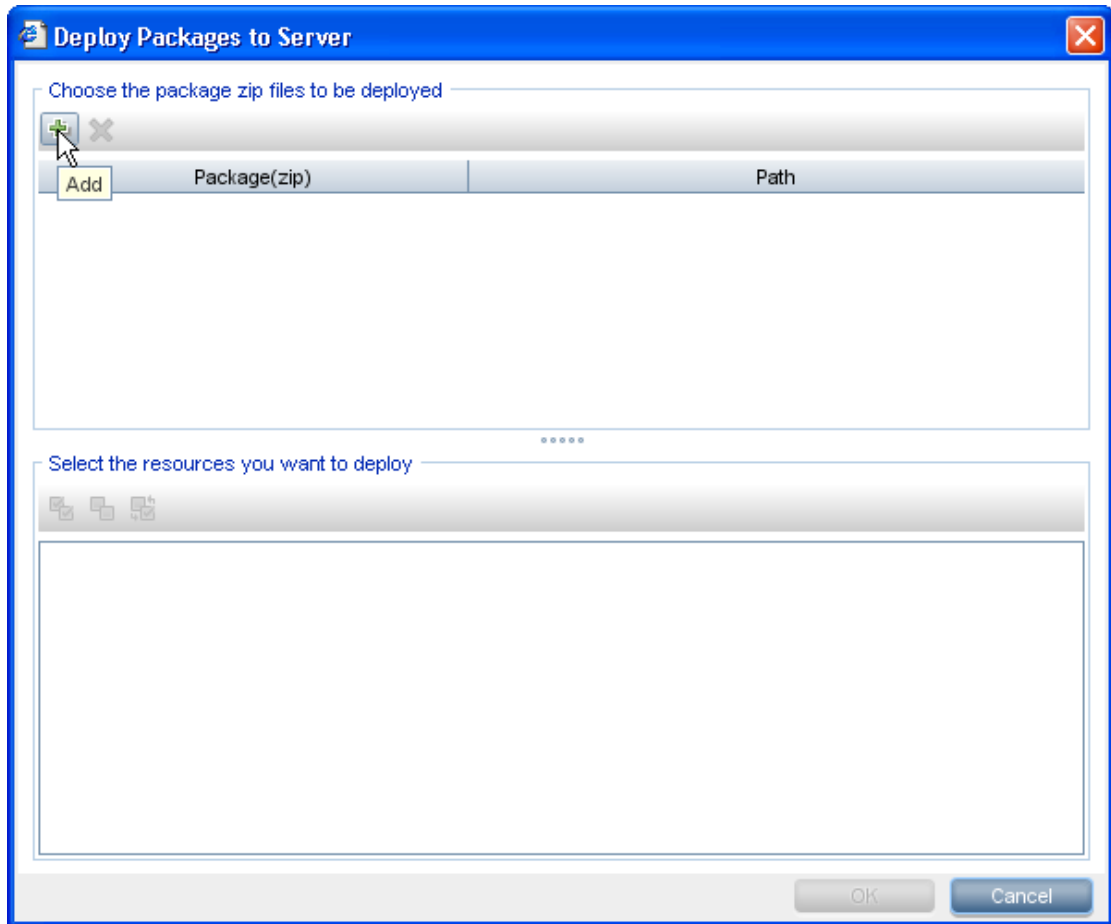 Deploy Packages to Server
Choose the package zip files to be deployed
Add
Package(zip)
Path
Select the resources you want to deploy
OK
Cancel